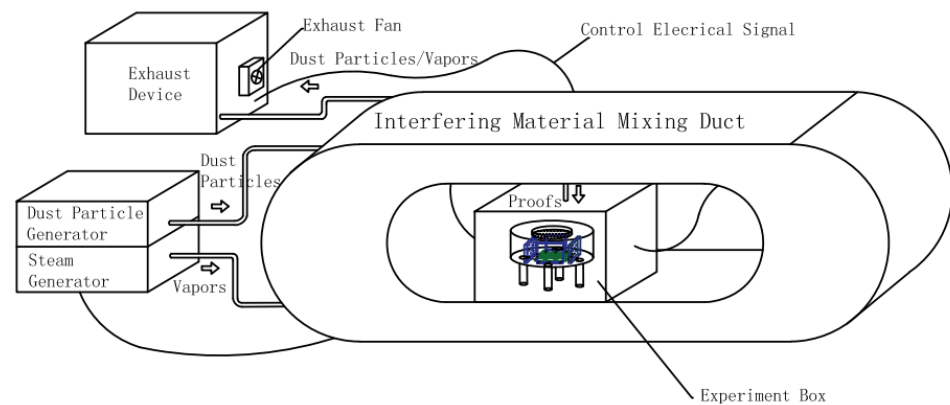 Exhaust Fan
Control Elecrical Signal
Dust Particles/Vapors
Exhaust
Device
Interfering Material Mixing Duct
Dust
Particles
Proofs
Dust Particle
Generator
Steam
Generator
Vapors
Experiment Box